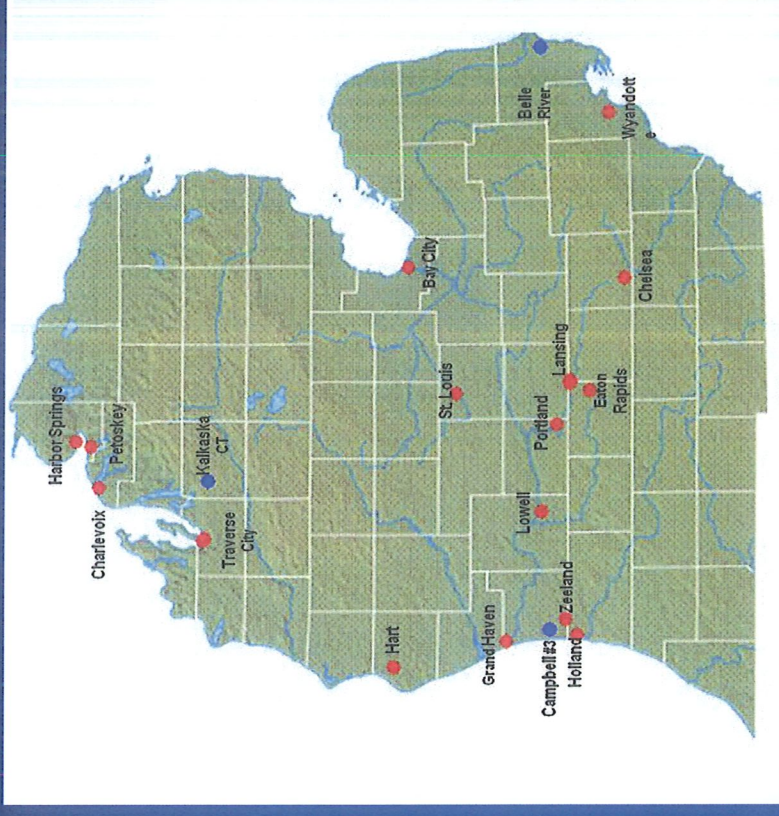 Harbor Springs
Petoskey
Charlevoix
Kalkaska
CT
Traverse
City
Hart
Bay City
St. Louis
Belle
River
Wyandott
e
Chelsea
Lansing
Eaton
Rapids
Portland
Lowell
Grand Haven
Zeeland
Campbell #3
Holland